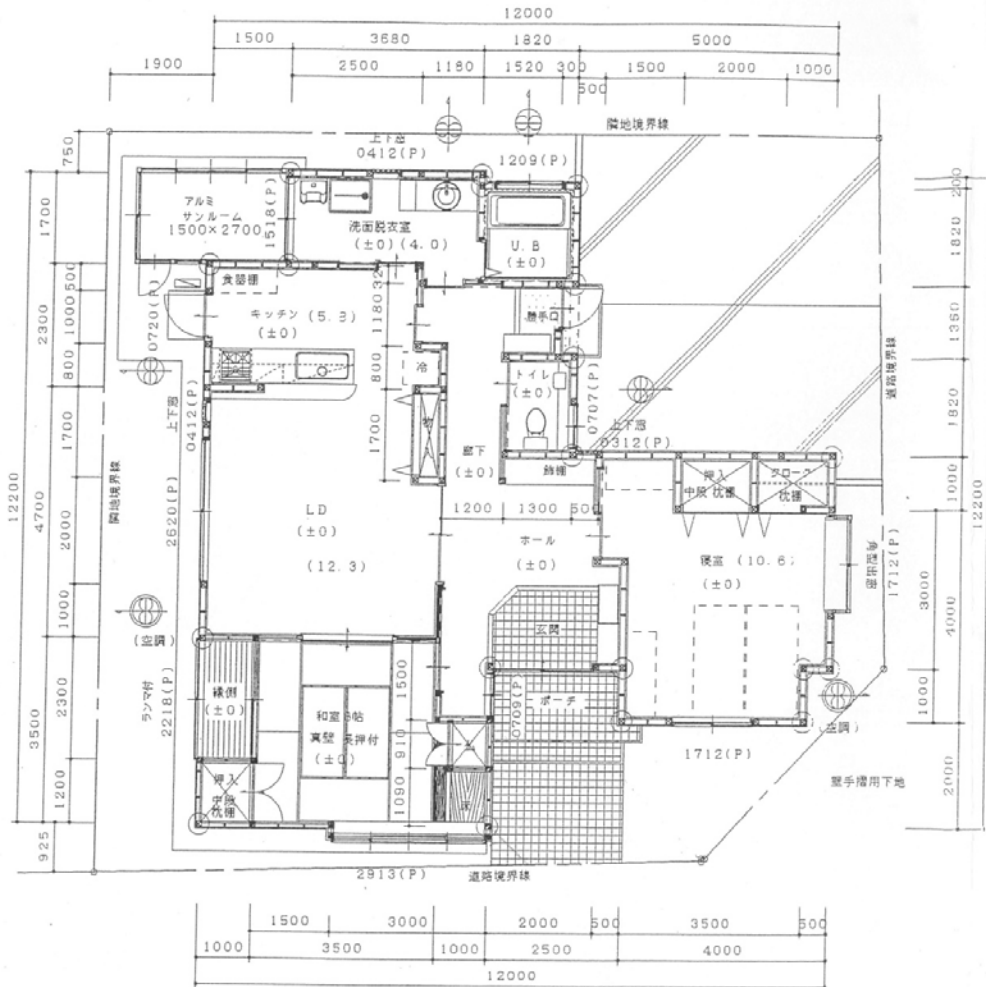 12000
1500
3680
1820
5000
1900
2500
1180
1520
300
500
1500
2000
1000
隣地境界線
上下窓
0412(P)
1209(P)
750
200
アルミ
サンルーム
1500×2700
1518(P)
洗面脱衣室
(±0)(4.0)
U.B
(±0)
1700
1820
食器棚
500
キッチン(5.3)
(±0)
1180
勝手口
2300
1000
0720(P)
1360
800
冷
800
トイレ
(±0)
0707(P)
道路境界線
上下窓
0412(P)
1700
1700
上下窓
0312(P)
1820
廊下
(±0)
飾棚
押入
中段 枕棚
クローク
枕棚
1000
隣地境界線
12200
4700
2000
2620(P)
LD
(±0)
(12.3)
1200
1300
500
ホール
(±0)
寝室(10.6)
(±0)
1712(P)
3000
4000
12200
1000
(空調)
玄関
縁側
(±0)
ランマ付
2218(P)
1500
2300
3500
和室
帖
真壁 長押付
(±0)
910
0709(P)
ポーチ
1000
(空調)
1712(P)
壁手摺用下地
2000
1200
押入
中段
枕棚
1090
床
925
2913(P)
道路境界線
1500
3000
2000
500
3500
500
1000
3500
1000
2500
4000
12000